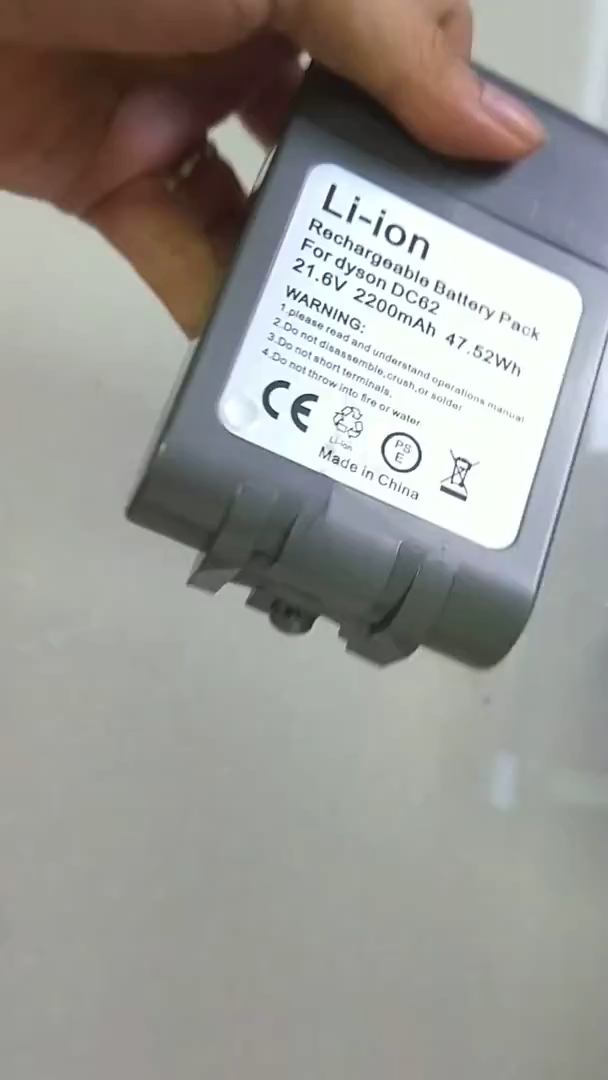 Li-ion
Rechargeable Battery Pack
For dyson DC62
21.6V 2200mAh 47.52Wh
WARNING:
1.please read and understand operations manual
2.Do not disassemble,crush,or solder
3.Do not short terminals.
4.Do not throw into fire or water
CE
Li-ion
PS
E
Made in China